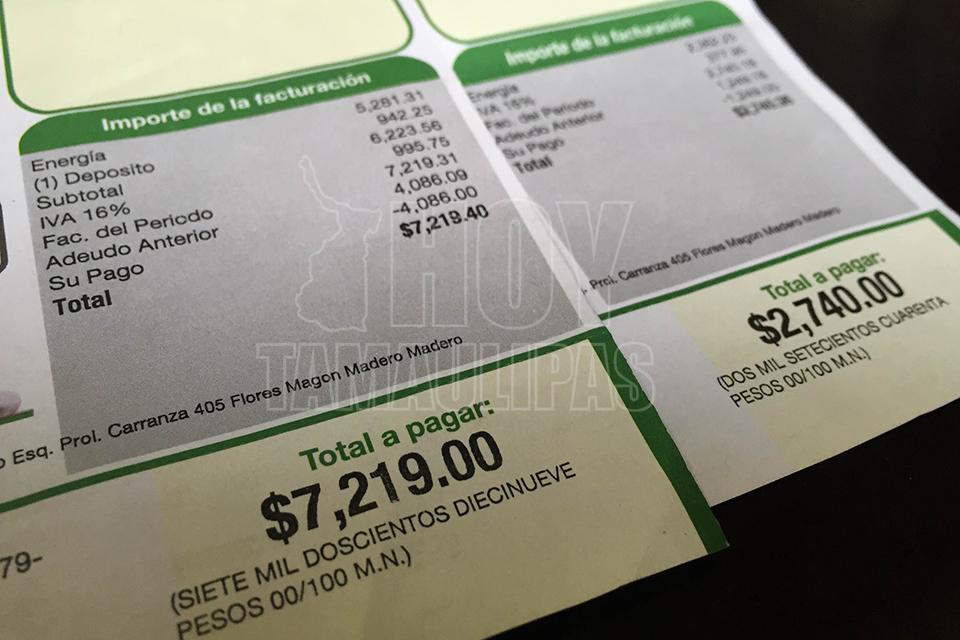 Importe de la facturación
Energía 5,281.31
(1) Deposito 942.25
Subtotal 6,223.56
IVA 16% 995.75
Fac. del Periodo 7,219.31
Adeudo Anterior 4,086.09
Su Pago -4,086.00
Total $7,219.40
Esq. Prol. Carranza 405 Flores Magon Madero Madero
Total a pagar:
$7,219.00
(SIETE MIL DOSCIENTOS DIECINUEVE
PESOS 00/100 M.N.)
79-
Importe de la facturación
Energía
IVA 16%
Fac. del Periodo
Adeudo Anterior
Su Pago
Total
Prol. Carranza 405 Flores Magon Madero Madero
Total a pagar:
$2,740.00
(DOS MIL SETECIENTOS CUARENTA
PESOS 00/100 M.N.)
HOY
TAMAULIPAS